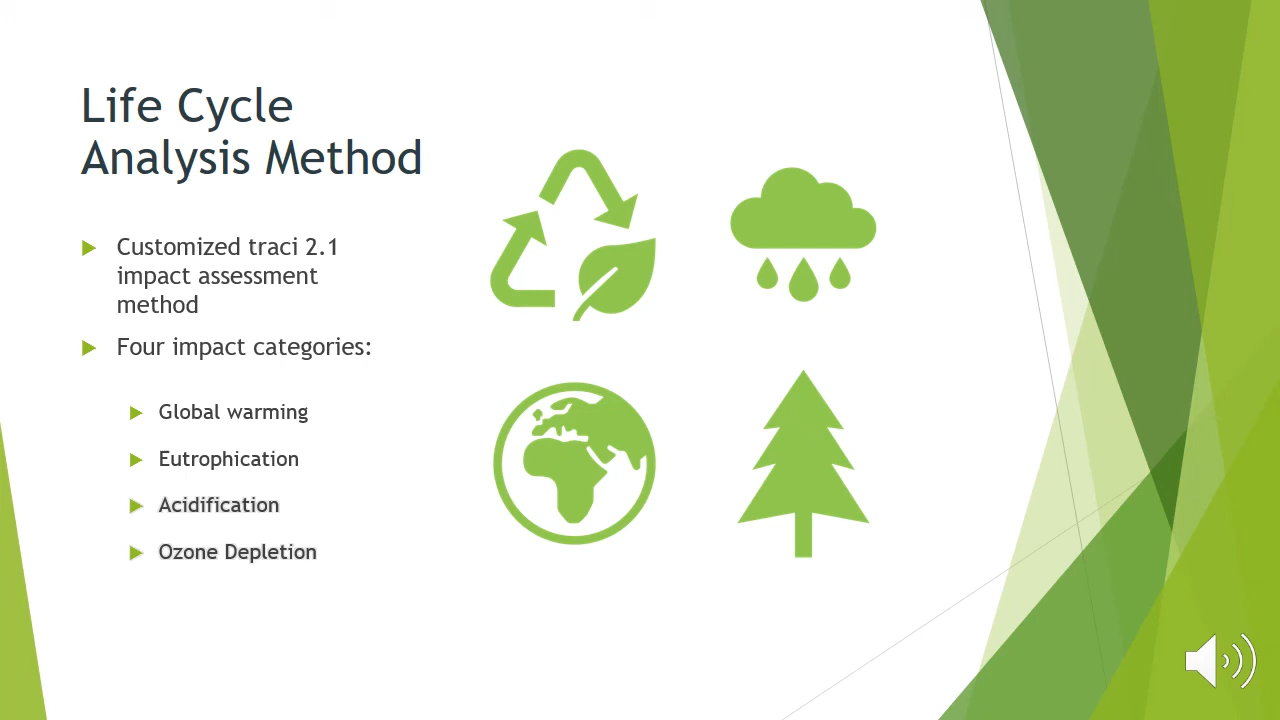 Life Cycle
Analysis Method
Customized traci 2.1
impact assessment
method
Four impact categories:
Global warming
Eutrophication
Acidification
Ozone Depletion